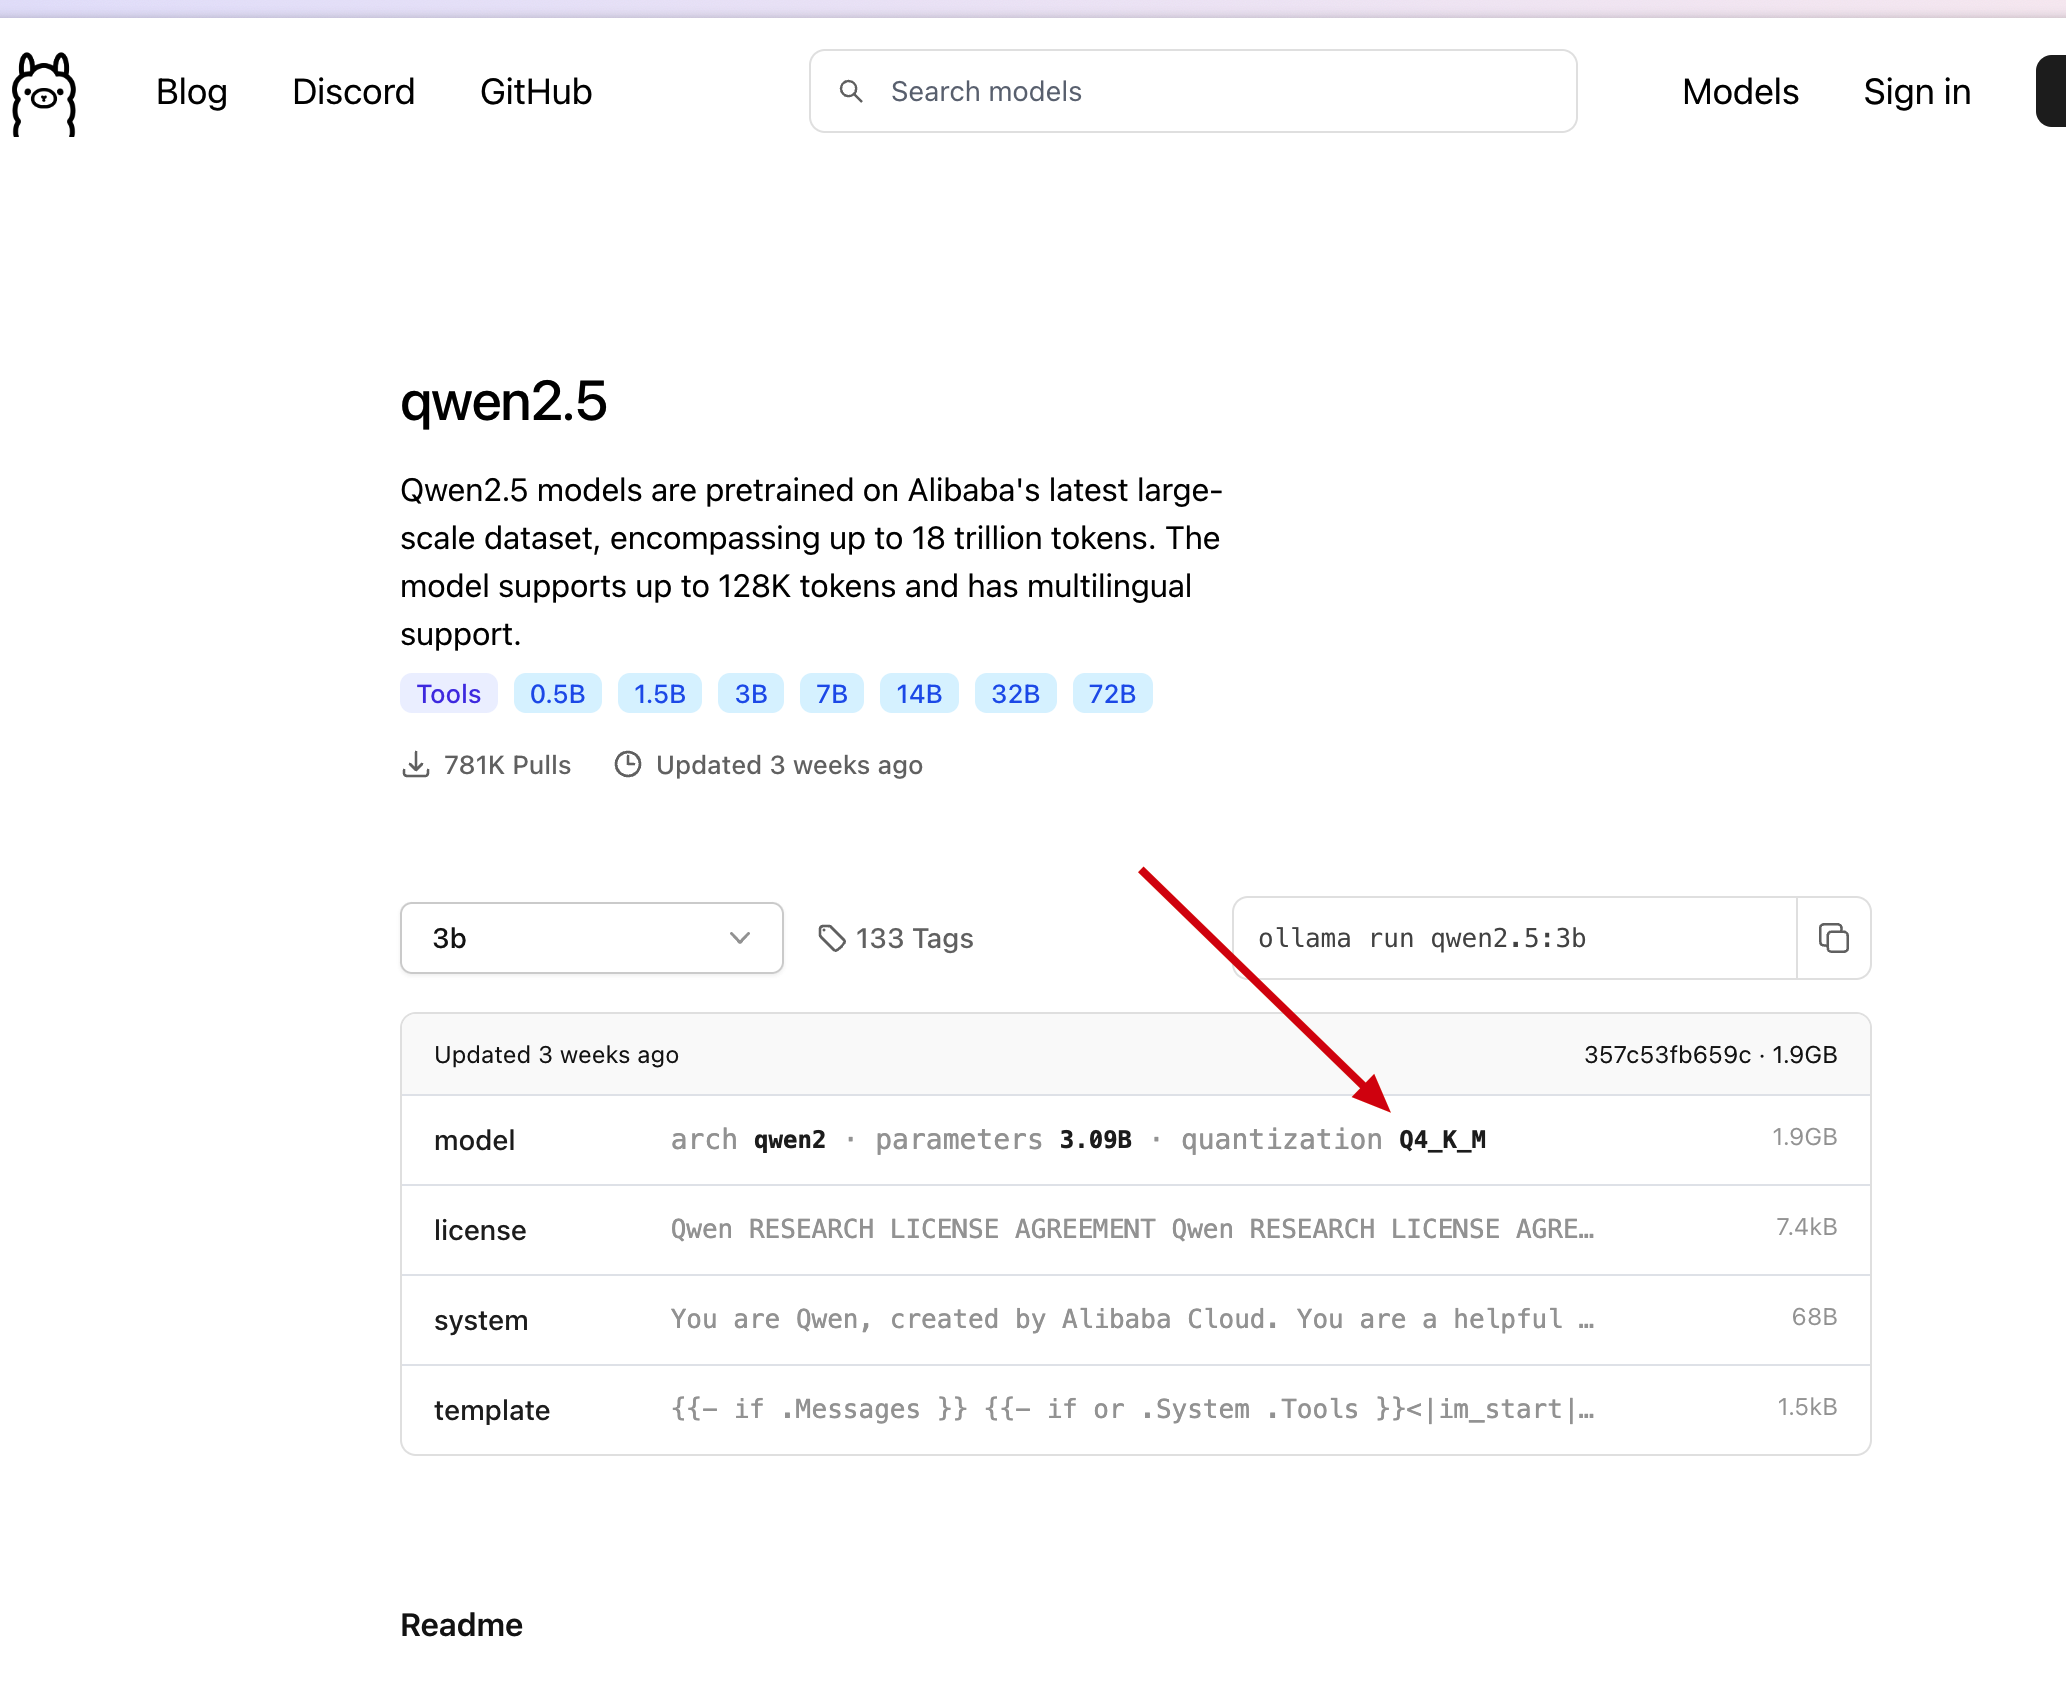 Blog Discord GitHub Search models Models Sign in
qwen2.5
Qwen2.5 models are pretrained on Alibaba's latest large-
scale dataset, encompassing up to 18 trillion tokens. The
model supports up to 128K tokens and has multilingual
support.
Tools 0.5B 1.5B 3B 7B 14B 32B 72B
781K Pulls Updated 3 weeks ago
3b 133 Tags ollama run qwen2.5:3b
Updated 3 weeks ago 357c53fb659c · 1.9GB
model arch qwen2 · parameters 3.09B · quantization Q4_K_M 1.9GB
license Qwen RESEARCH LICENSE AGREEMENT Qwen RESEARCH LICENSE AGRE… 7.4kB
system You are Qwen, created by Alibaba Cloud. You are a helpful … 68B
template {{- if .Messages }} {{- if or .System .Tools }}<|im_start|… 1.5kB
Readme